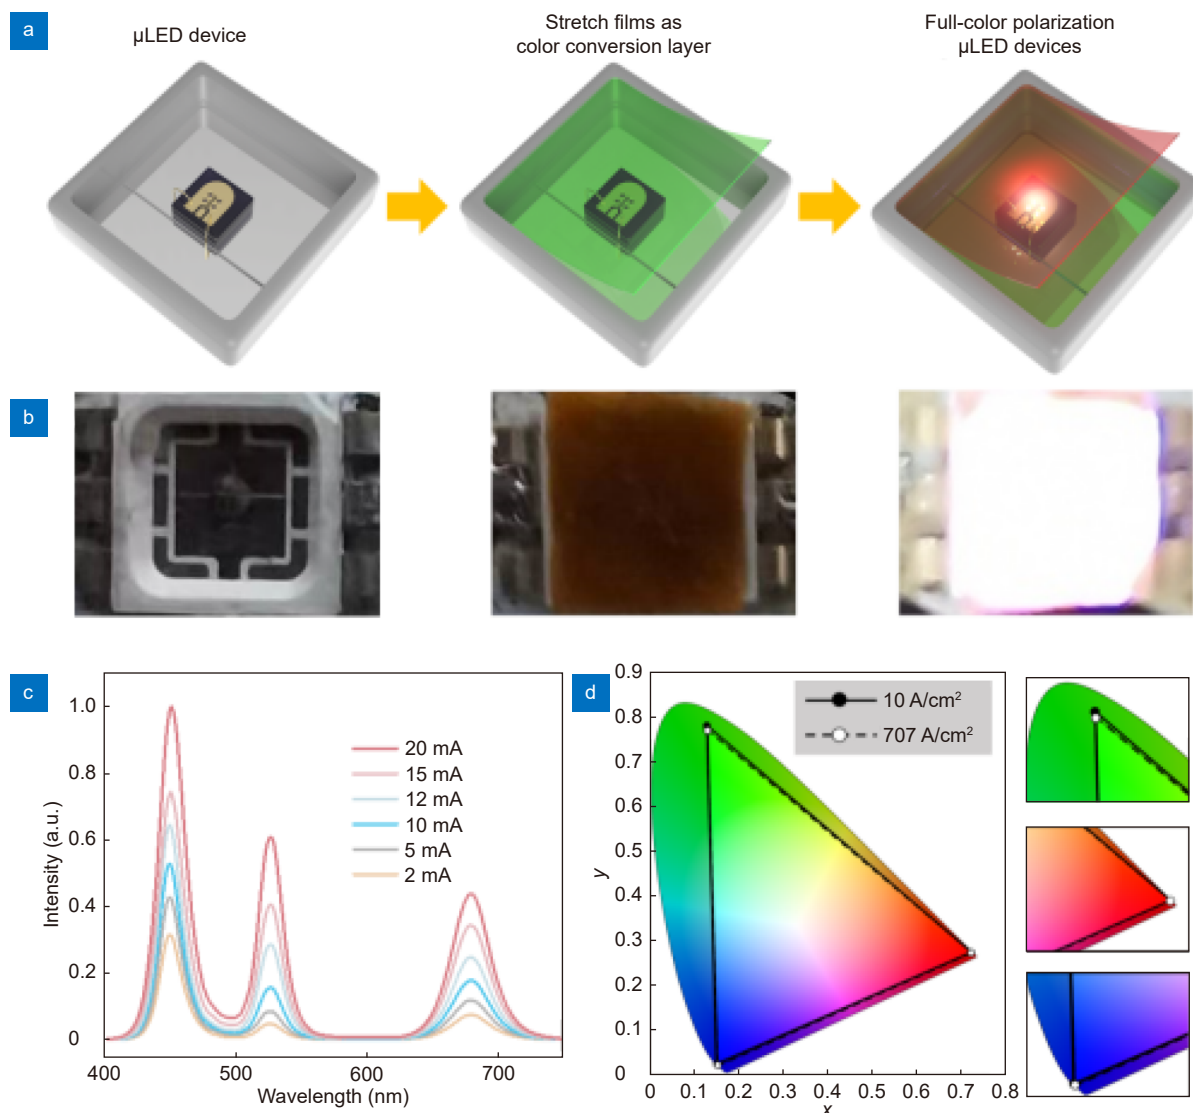 a
μLED device
Stretch films as
color conversion layer
Full-color polarization
μLED devices
b
c
1.0
0.8
0.6
0.4
0.2
0
Intensity (a.u.)
20 mA
15 mA
12 mA
10 mA
5 mA
2 mA
400
500
600
700
Wavelength (nm)
d
0.9
0.8
0.7
0.6
0.5
0.4
0.3
0.2
0.1
0
y
10 A/cm²
707 A/cm²
0
0.1
0.2
0.3
0.4
0.5
0.6
0.7
0.8
x